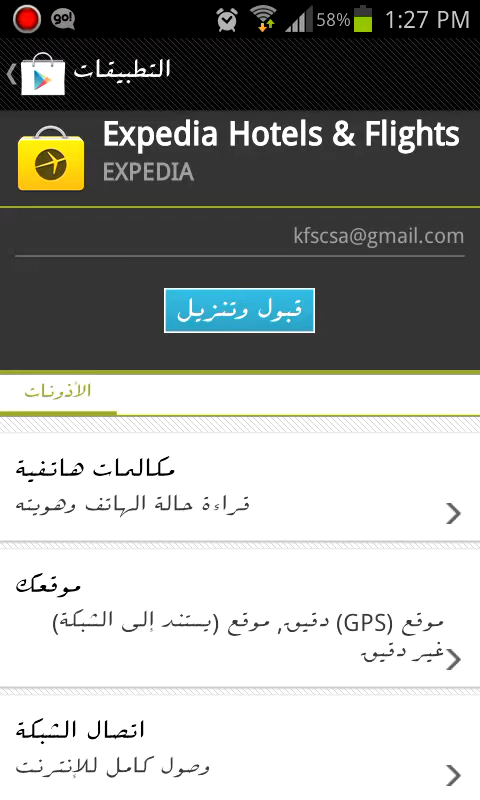 go!
58%
1:27 PM
التطبيقات
Expedia Hotels & Flights
EXPEDIA
kfscsa@gmail.com
قبول وتنزيل
الأذونات
مكالمات هاتفية
قراءة حالة الهاتف وهويته
موقعك
موقع (GPS) دقيق, موقع (يستند إلى الشبكة)
غير دقيق
اتصال الشبكة
وصول كامل للإنترنت